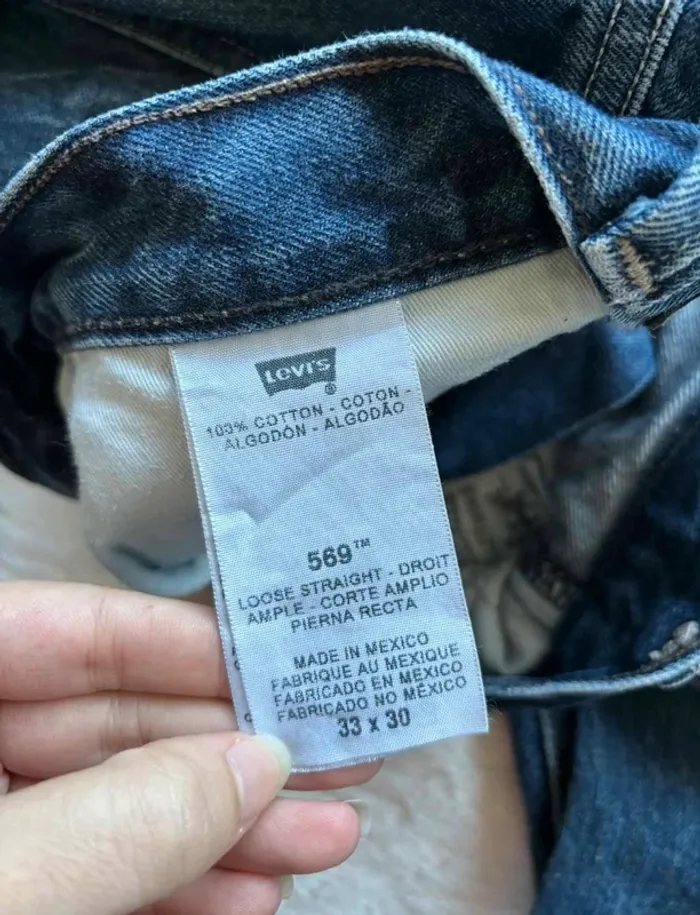 LEVI'S
®
100% COTTON - COTON -
ALGODÓN - ALGODÃO
569™
LOOSE STRAIGHT - DROIT
AMPLE - CORTE AMPLIO
PIERNA RECTA
MADE IN MEXICO
FABRIQUE AU MEXIQUE
FABRICADO EN MÉXICO
FABRICADO NO MÉXICO
33 x 30